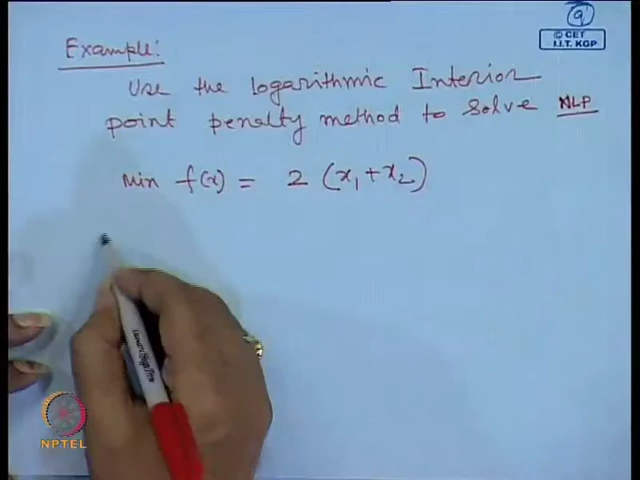 9
© CET
I.I.T. KGP
Example:
Use the logarithmic Interior
point penalty method to solve NLP
Min f(x) = 2 (x₁+x₂)
NPTEL